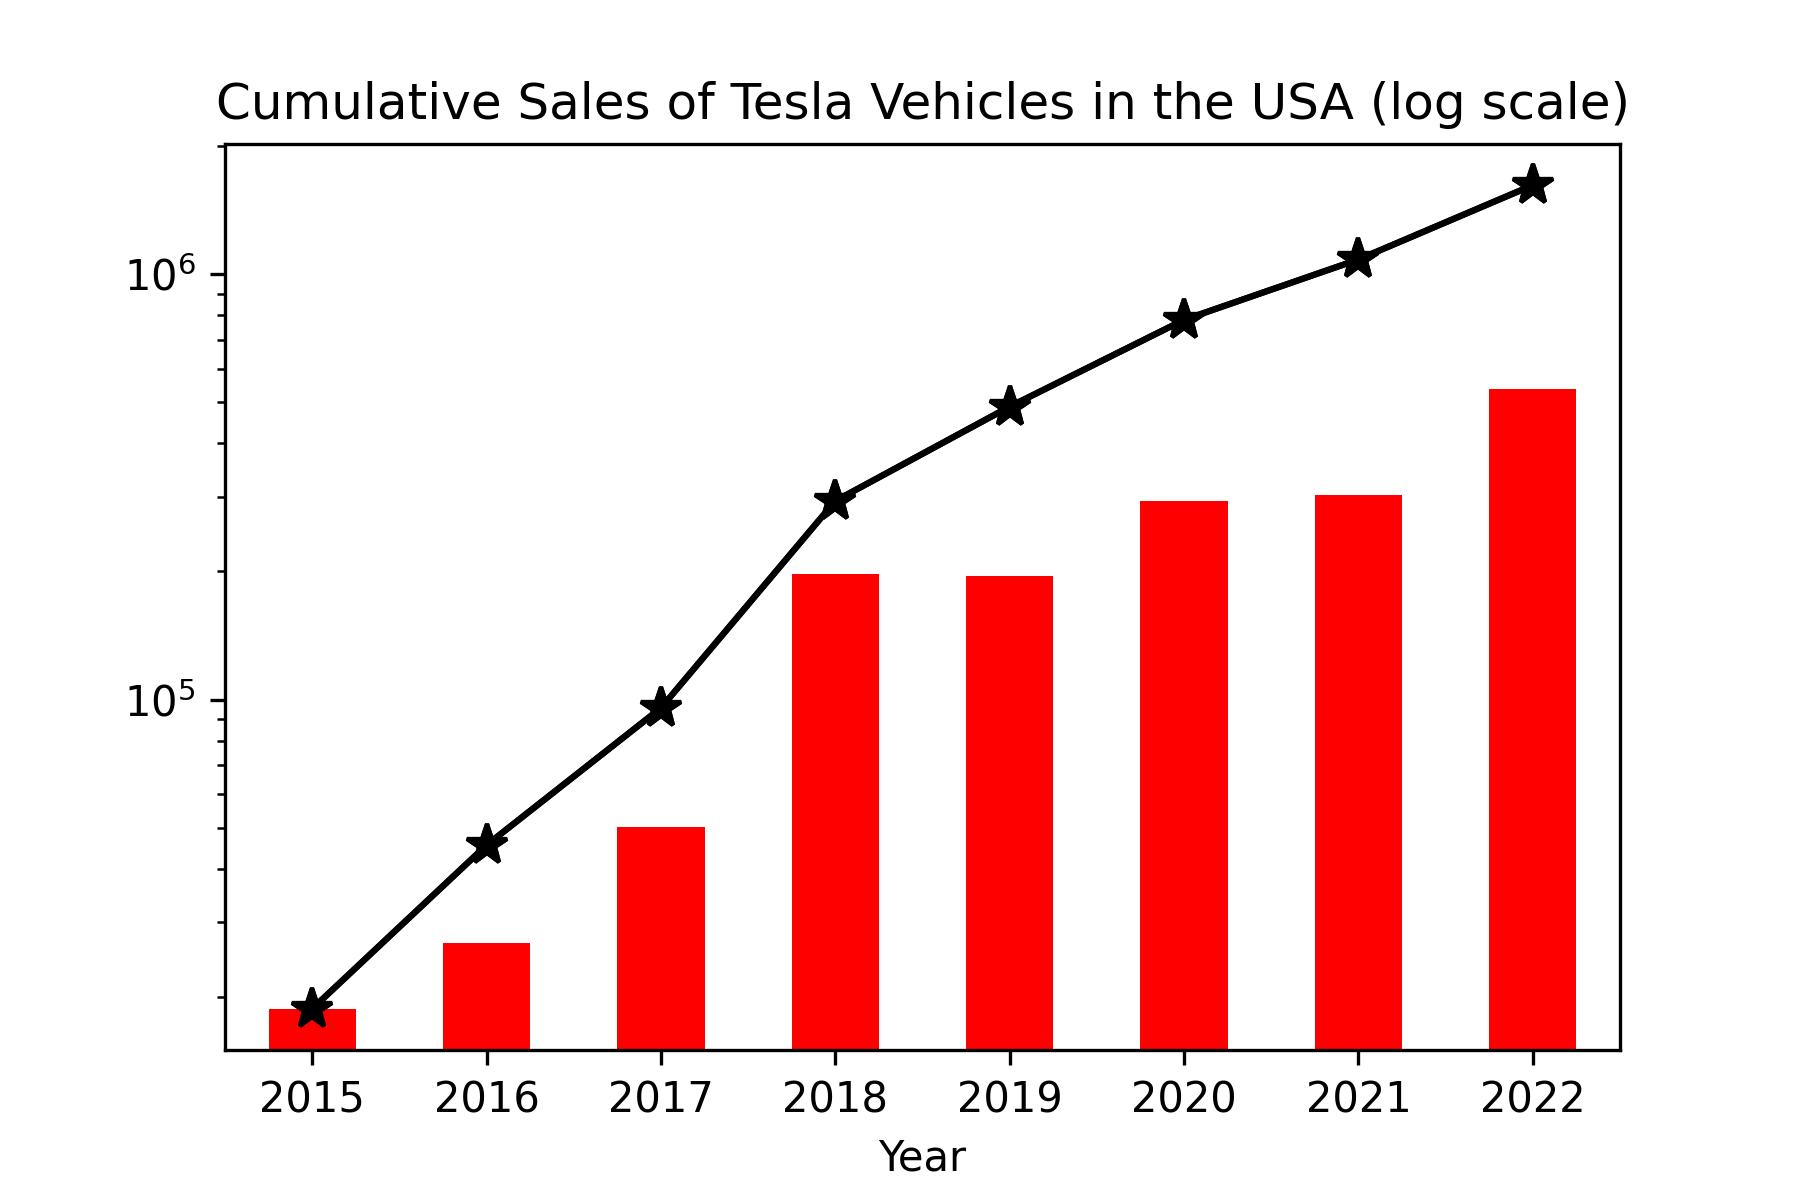 Cumulative Sales of Tesla Vehicles in the USA (log scale)
10⁶
10⁵
2015 2016 2017 2018 2019 2020 2021 2022
Year